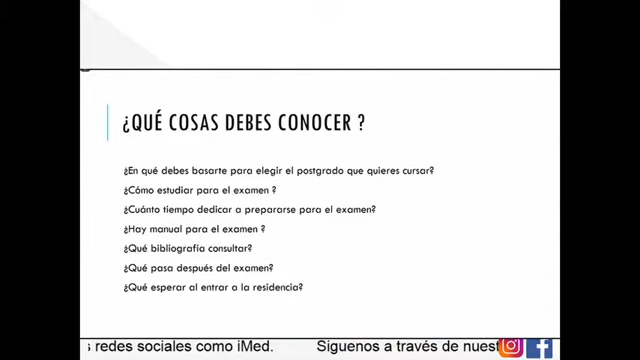 ¿QUÉ COSAS DEBES CONOCER ?
¿En qué debes basarte para elegir el postgrado que quieres cursar?
¿Cómo estudiar para el examen ?
¿Cuánto tiempo dedicar a prepararse para el examen?
¿Hay manual para el examen ?
¿Qué bibliografía consultar?
¿Qué pasa después del examen?
¿Qué esperar al entrar a la residencia?
s redes sociales como iMed. Siguenos a través de nuest